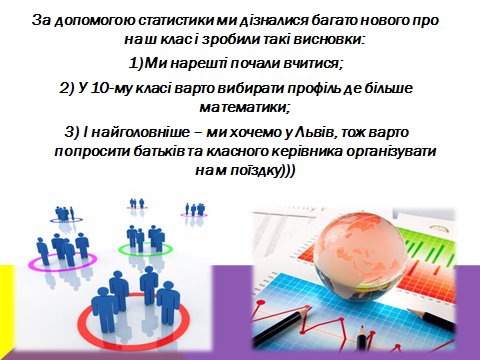 За допомогою статистики ми дізналися багато нового про
наш клас і зробили такі висновки:
1)Ми нарешті почали вчитися;
2) У 10-му класі варто вибирати профіль де більше
математики;
3) І найголовніше – ми хочемо у Львів, тож варто
попросити батьків та класного керівника організувати
нам поїздку)))